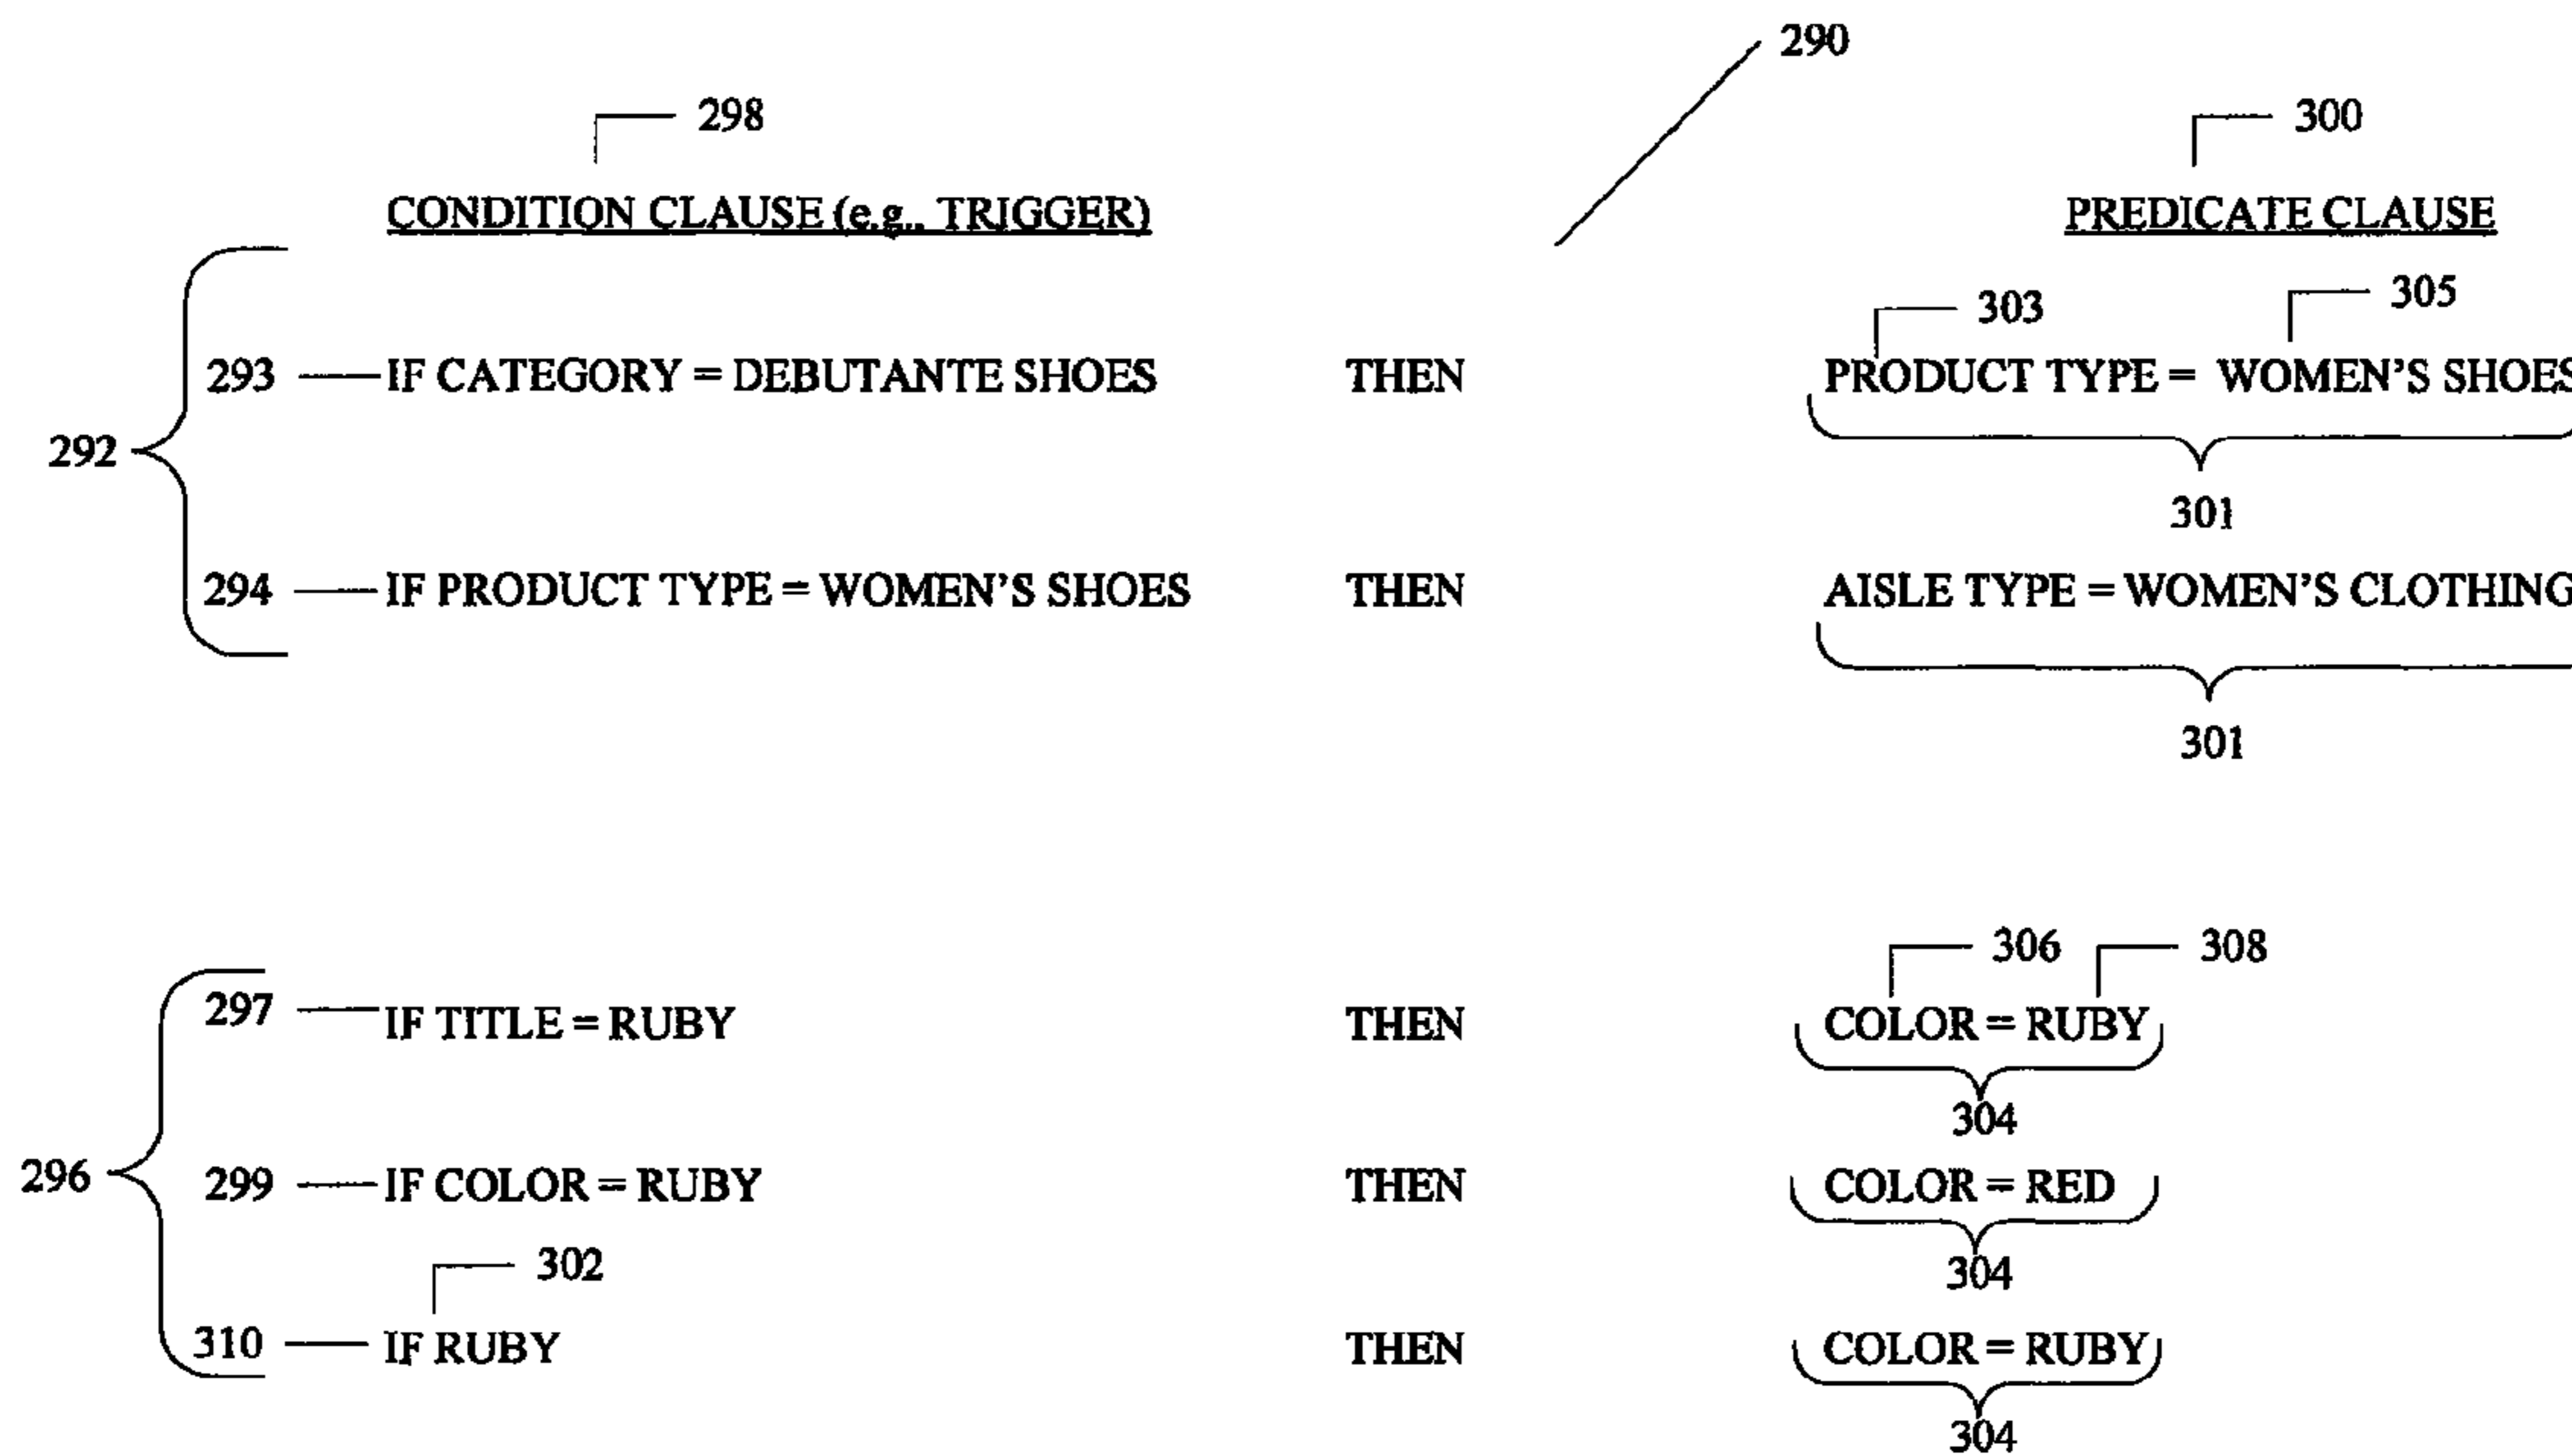 290
298
300
CONDITION CLAUSE (e.g., TRIGGER)
PREDICATE CLAUSE
303
305
293 IF CATEGORY = DEBUTANTE SHOES THEN PRODUCT TYPE = WOMEN'S SHOES
292
301
294 IF PRODUCT TYPE = WOMEN'S SHOES THEN AISLE TYPE = WOMEN'S CLOTHING
301
306
308
297 IF TITLE = RUBY THEN COLOR = RUBY
304
296
299 IF COLOR = RUBY THEN COLOR = RED
302
304
310 IF RUBY THEN COLOR = RUBY
304